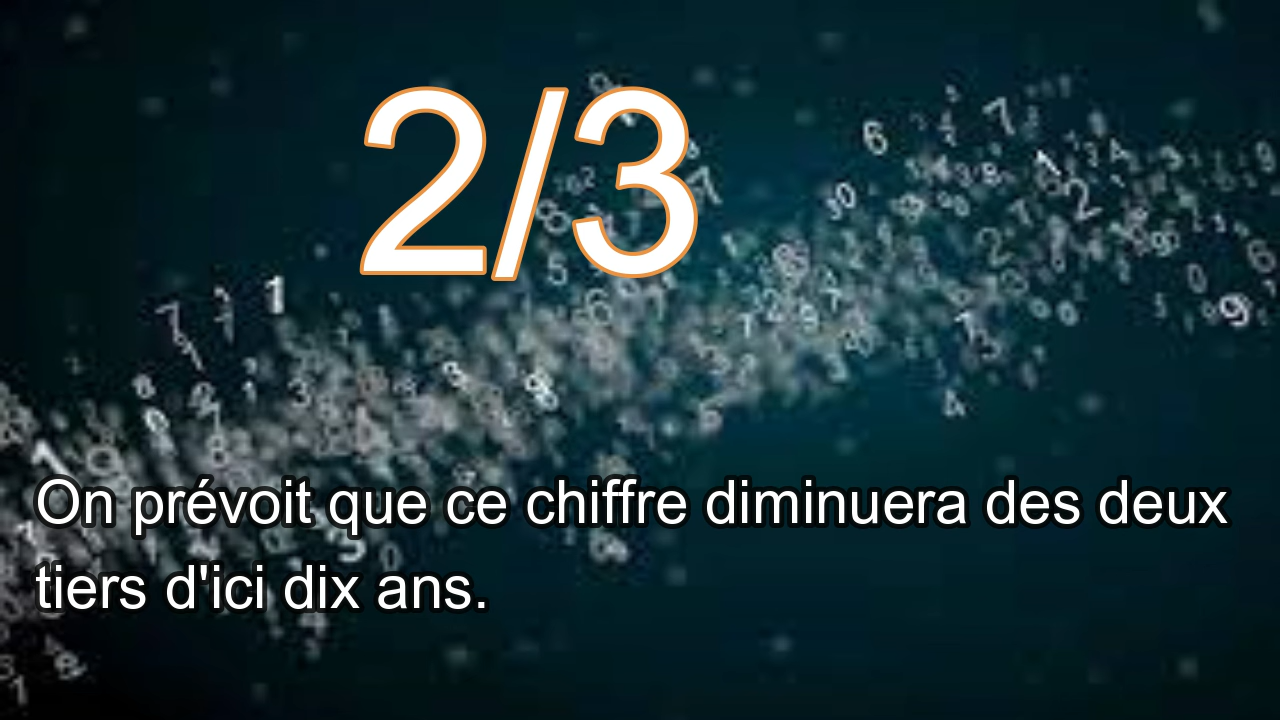 2/3
On prévoit que ce chiffre diminuera des deux
tiers d'ici dix ans.